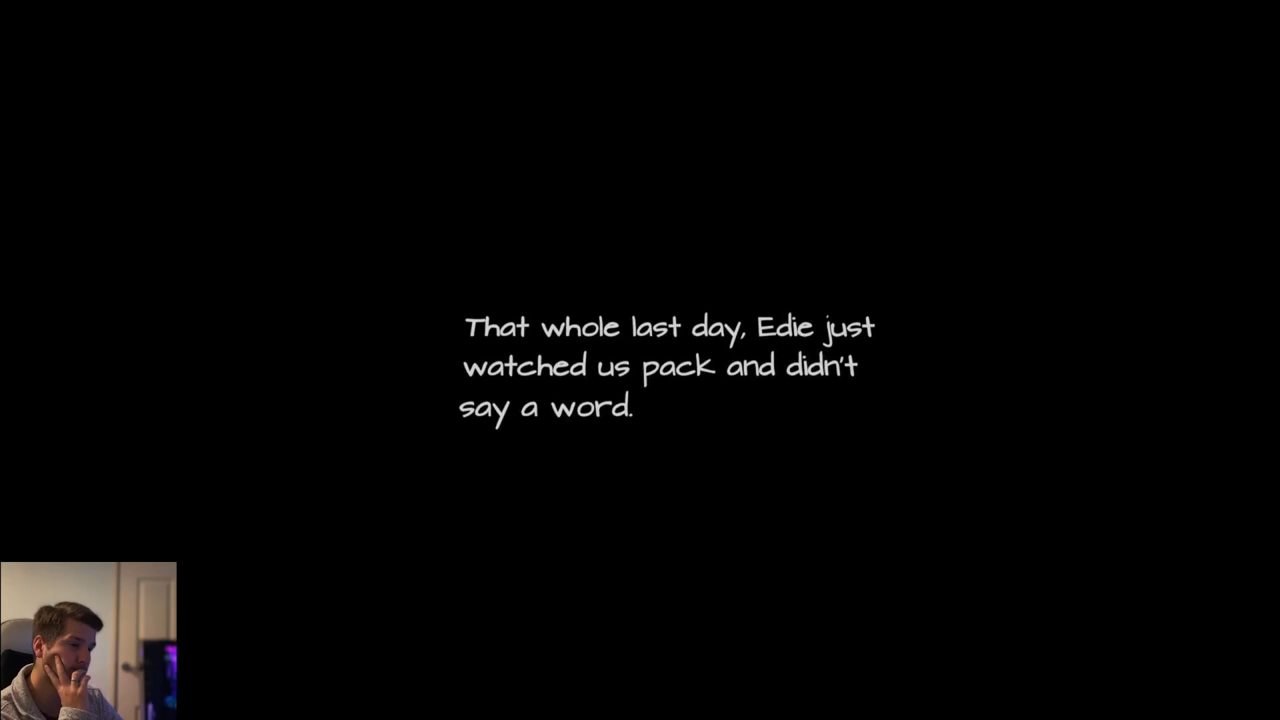 That whole last day, Edie just
watched us pack and didn't
say a word.